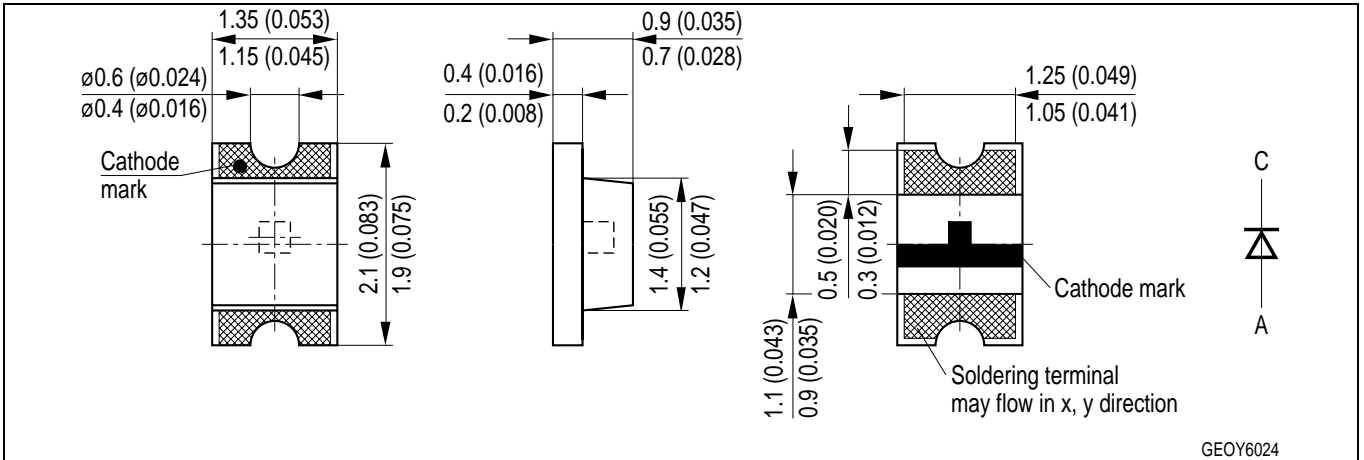 1.35 (0.053)
1.15 (0.045)
ø0.6 (ø0.024)
ø0.4 (ø0.016)
Cathode
mark
2.1 (0.083)
1.9 (0.075)
0.9 (0.035)
0.7 (0.028)
0.4 (0.016)
0.2 (0.008)
1.4 (0.055)
1.2 (0.047)
1.25 (0.049)
1.05 (0.041)
0.5 (0.020)
0.3 (0.012)
1.1 (0.043)
0.9 (0.035)
Cathode mark
Soldering terminal
may flow in x, y direction
C
A
GEOY6024